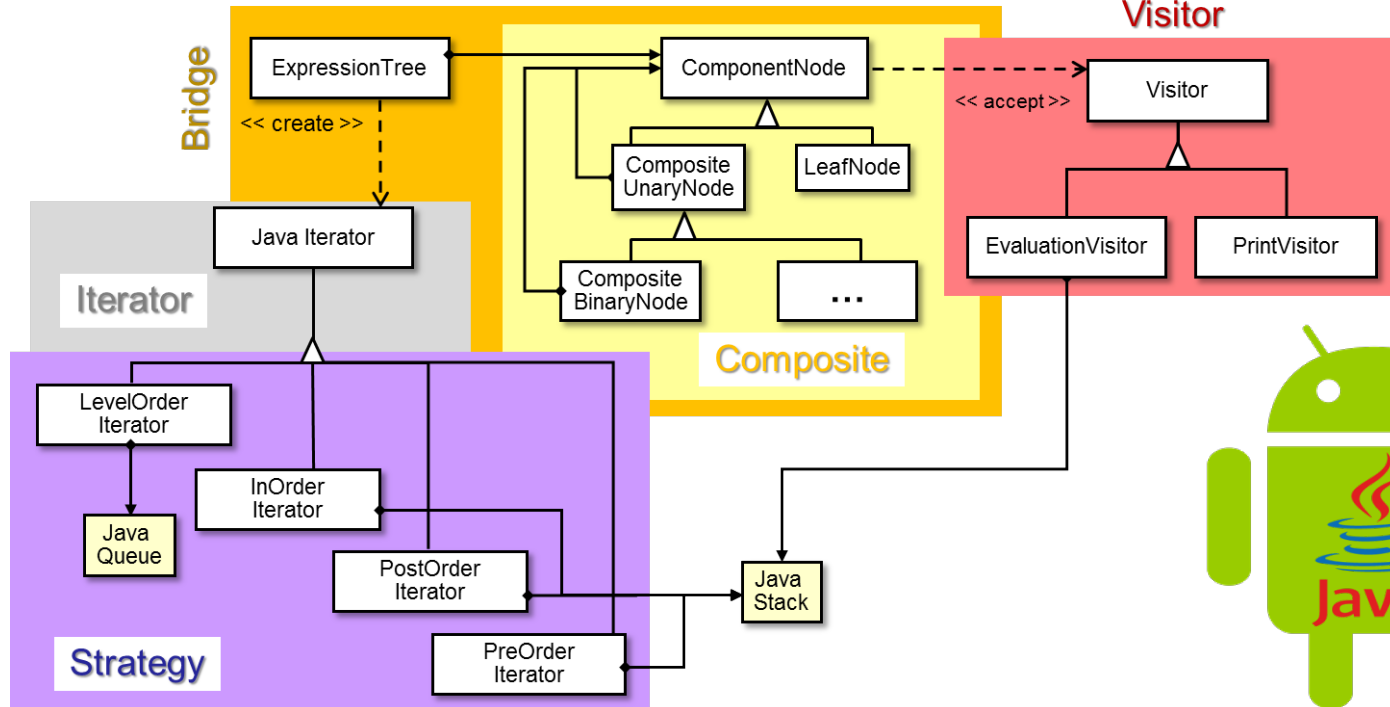 Visitor
Bridge
ExpressionTree
<< create >>
ComponentNode
<< accept >>
Visitor
Composite
UnaryNode
LeafNode
Java Iterator
EvaluationVisitor
PrintVisitor
Iterator
Composite
BinaryNode
...
Composite
LevelOrder
Iterator
InOrder
Iterator
Java
Queue
PostOrder
Iterator
Java
Stack
PreOrder
Iterator
Strategy
Jav